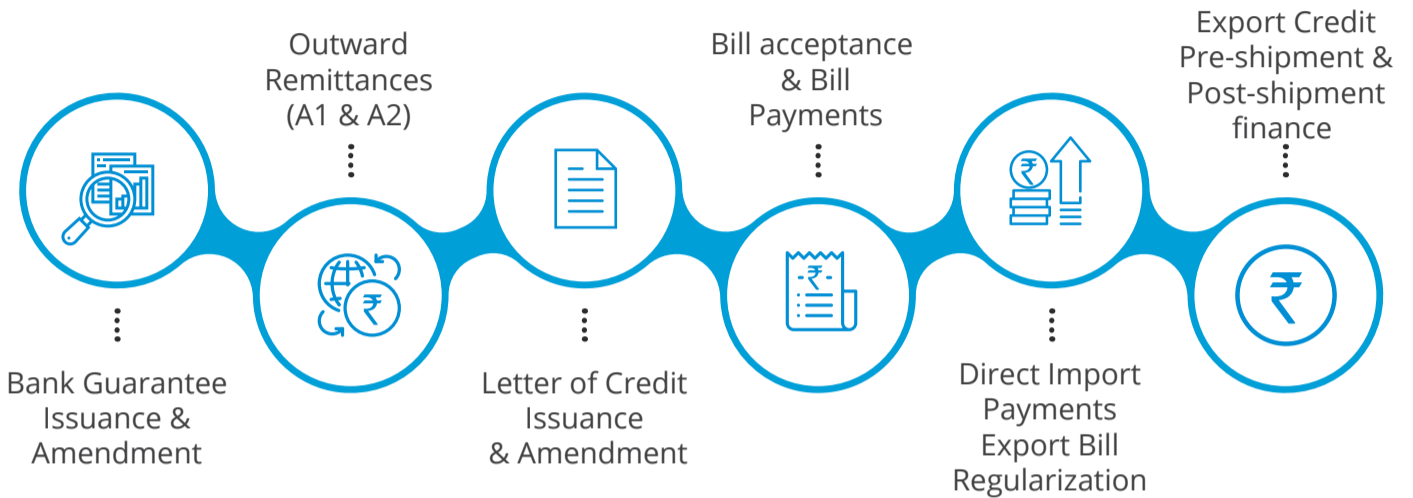 Bank Guarantee
Issuance &
Amendment
Outward
Remittances
(A1 & A2)
₹
Letter of Credit
Issuance
& Amendment
Bill acceptance
& Bill
Payments
-₹-
₹
Direct Import
Payments
Export Bill
Regularization
Export Credit
Pre-shipment &
Post-shipment
finance
₹